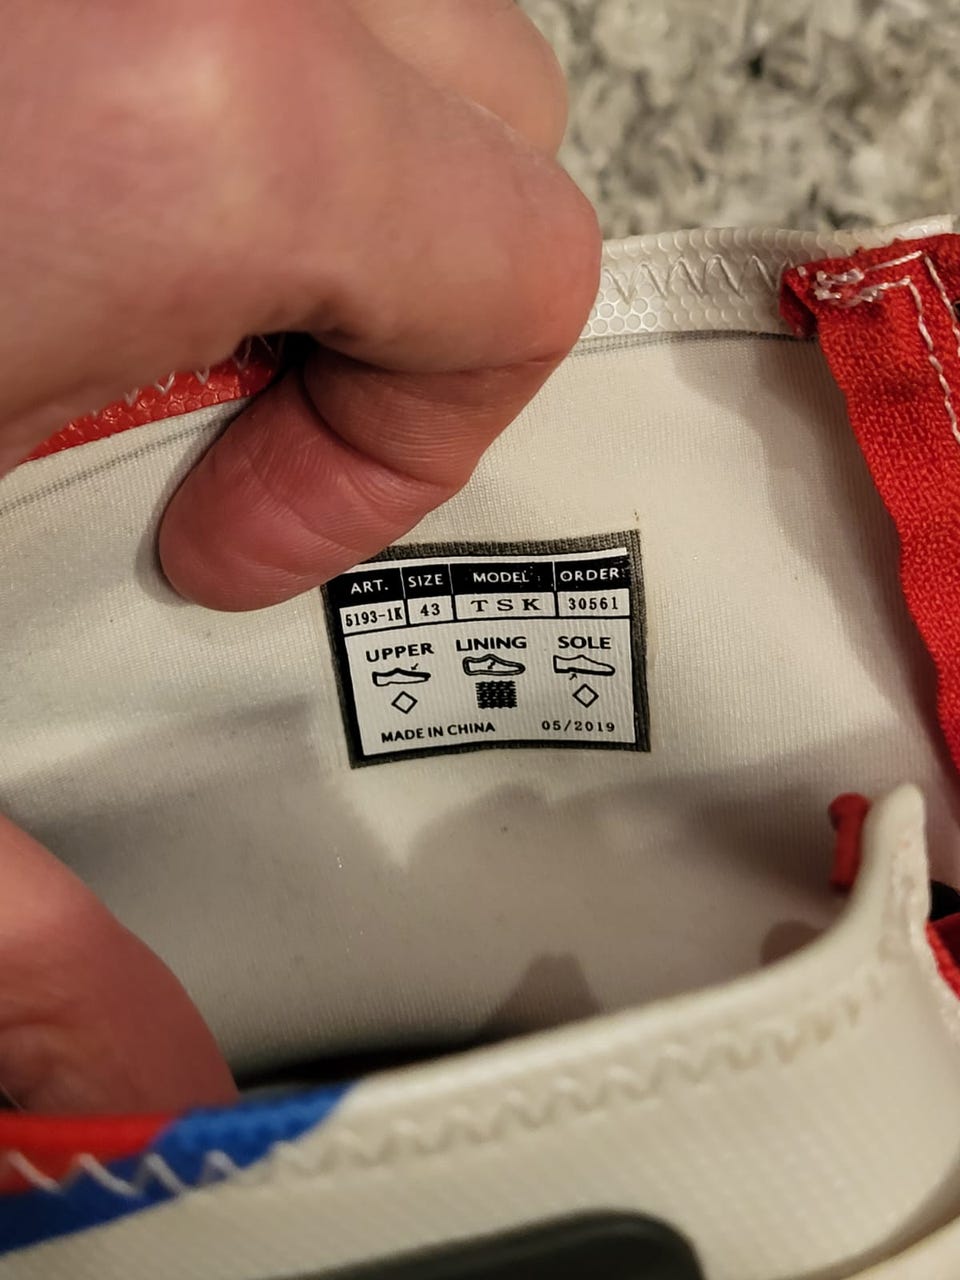 ART. SIZE MODEL ORDER:
5193-1K 43 TSK 30561
UPPER LINING SOLE
MADE IN CHINA 05/2019